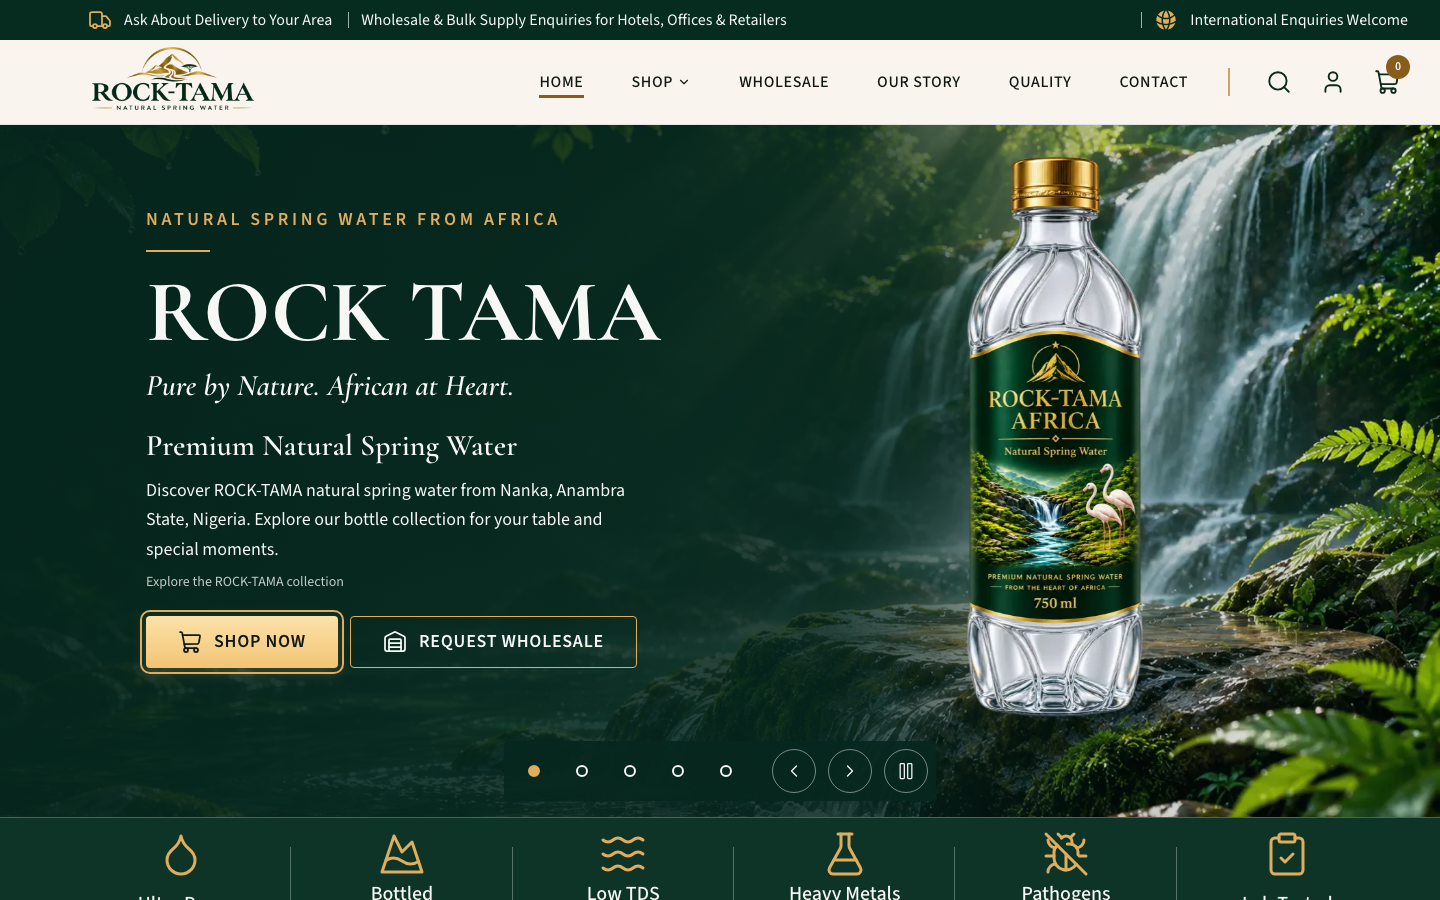 Ask About Delivery to Your Area
Wholesale & Bulk Supply Enquiries for Hotels, Offices & Retailers
International Enquiries Welcome
ROCK-TAMA
NATURAL SPRING WATER
HOME
SHOP
WHOLESALE
OUR STORY
QUALITY
CONTACT
0
NATURAL SPRING WATER FROM AFRICA
ROCK TAMA
Pure by Nature. African at Heart.
Premium Natural Spring Water
Discover ROCK-TAMA natural spring water from Nanka, Anambra
State, Nigeria. Explore our bottle collection for your table and
special moments.
Explore the ROCK-TAMA collection
SHOP NOW
REQUEST WHOLESALE
ROCK-TAMA
AFRICA
Natural Spring Water
PREMIUM NATURAL SPRING WATER
FROM THE HEART OF AFRICA
750 ml
Bottled
Low TDS
Heavy Metals
Pathogens